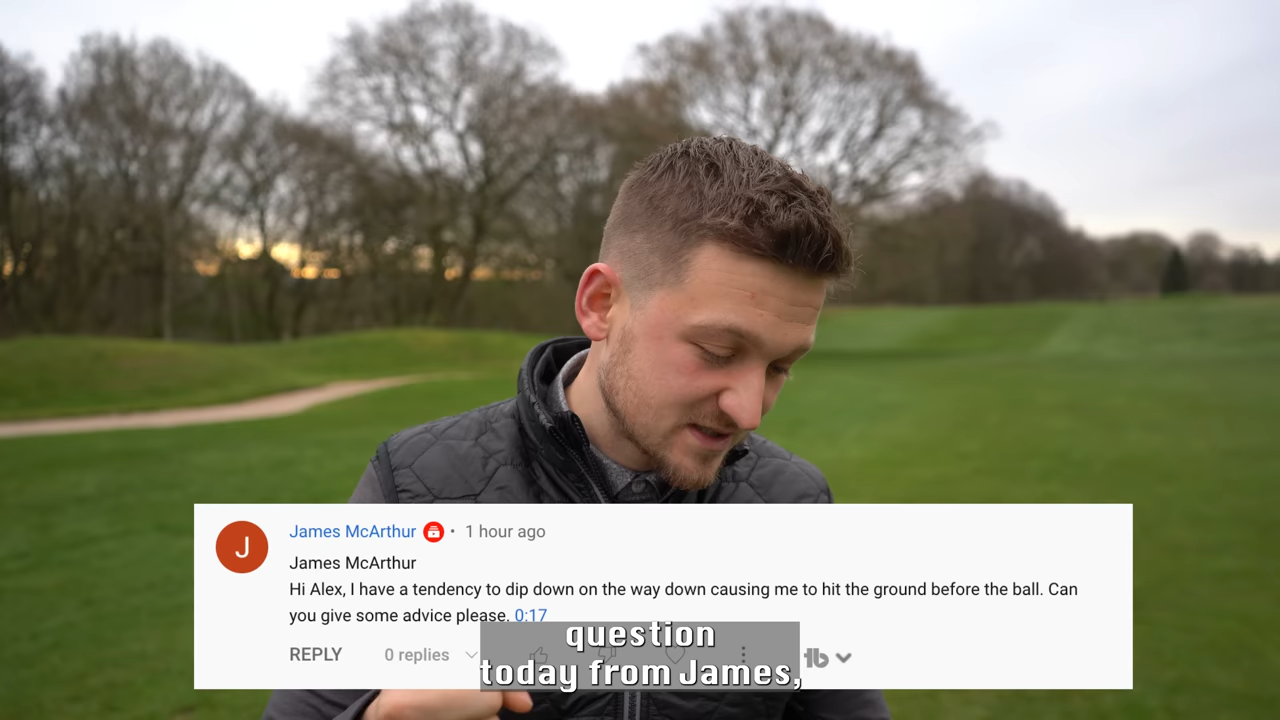 J
James McArthur • 1 hour ago
James McArthur
Hi Alex, I have a tendency to dip down on the way down causing me to hit the ground before the ball. Can
you give some advice please. 0:17
REPLY 0 replies
question
today from James,
tb